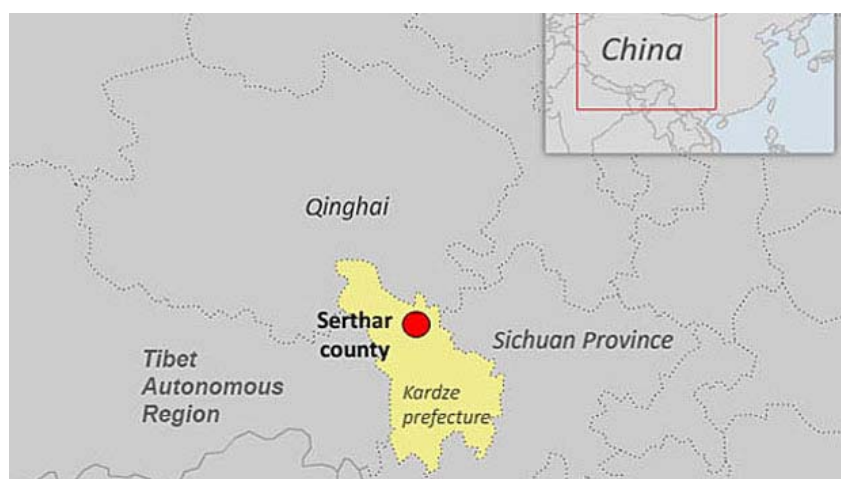 China
Qinghai
Serthar
county
Sichuan Province
Tibet
Autonomous
Region
Kardze
prefecture